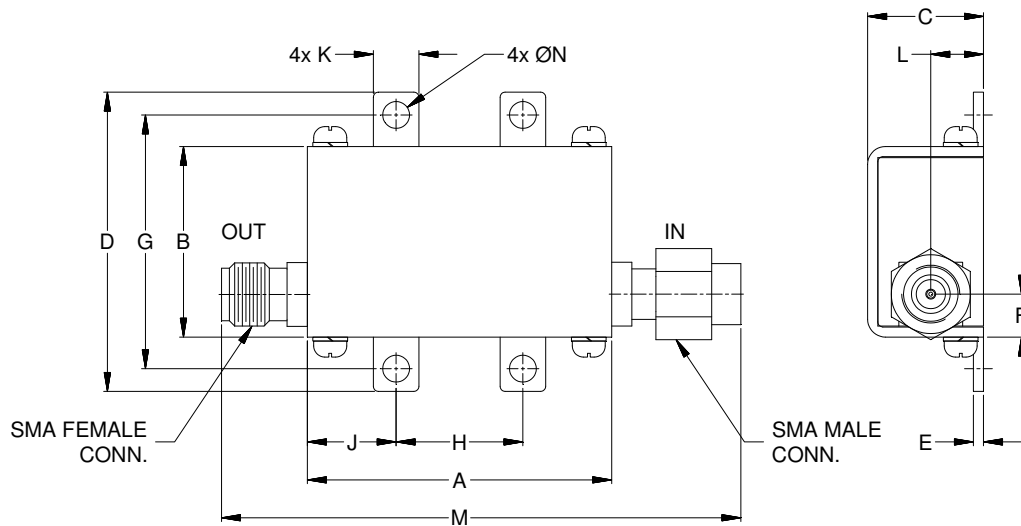 C
L
4x K
4x ØN
D
G
B
OUT
IN
F
SMA FEMALE
CONN.
J
H
SMA MALE
CONN.
E
A
M